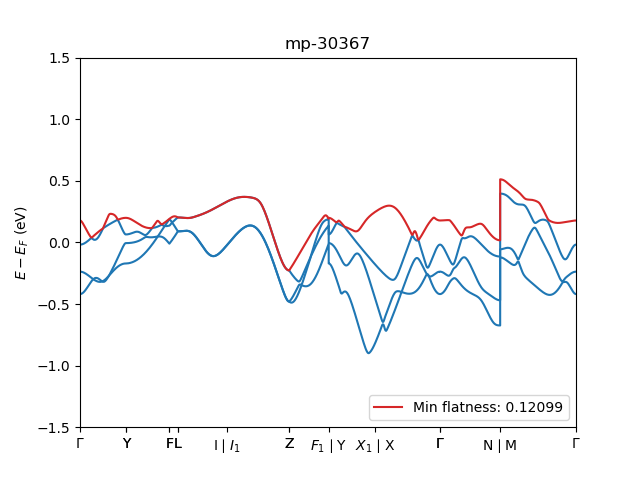 mp-30367
1.5
1.0
0.5
0.0
−0.5
−1.0
−1.5
E − E_F (eV)
Min flatness: 0.12099
Γ Y FL I | I₁ Z F₁ | Y X₁ | X Γ N | M Γ